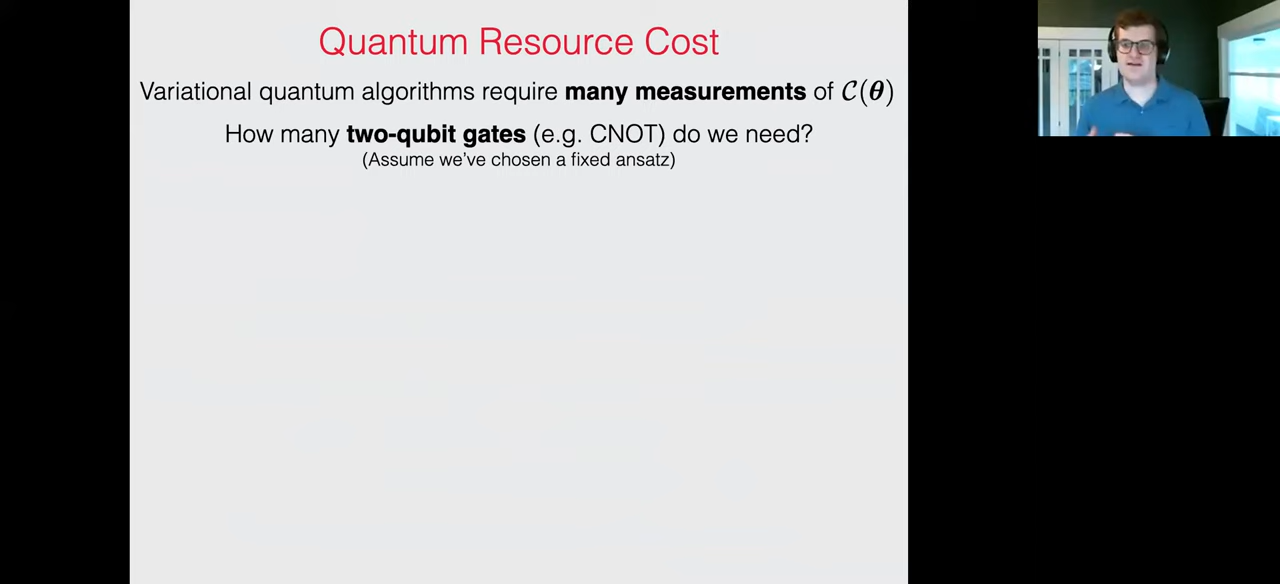 Quantum Resource Cost
Variational quantum algorithms require many measurements of 𝓒(𝜽)
How many two-qubit gates (e.g. CNOT) do we need?
(Assume we've chosen a fixed ansatz)